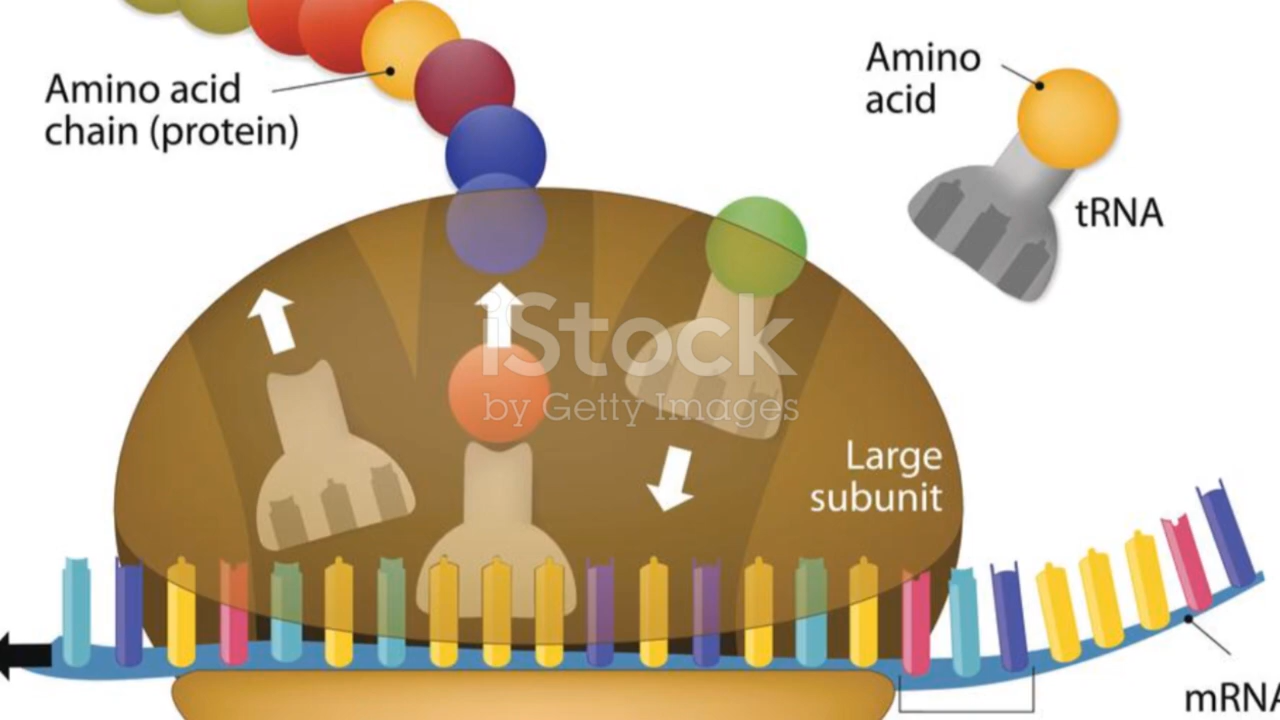 Amino acid
chain (protein)
Amino
acid
tRNA
iStock
by Getty Images
Large
subunit
mRNA